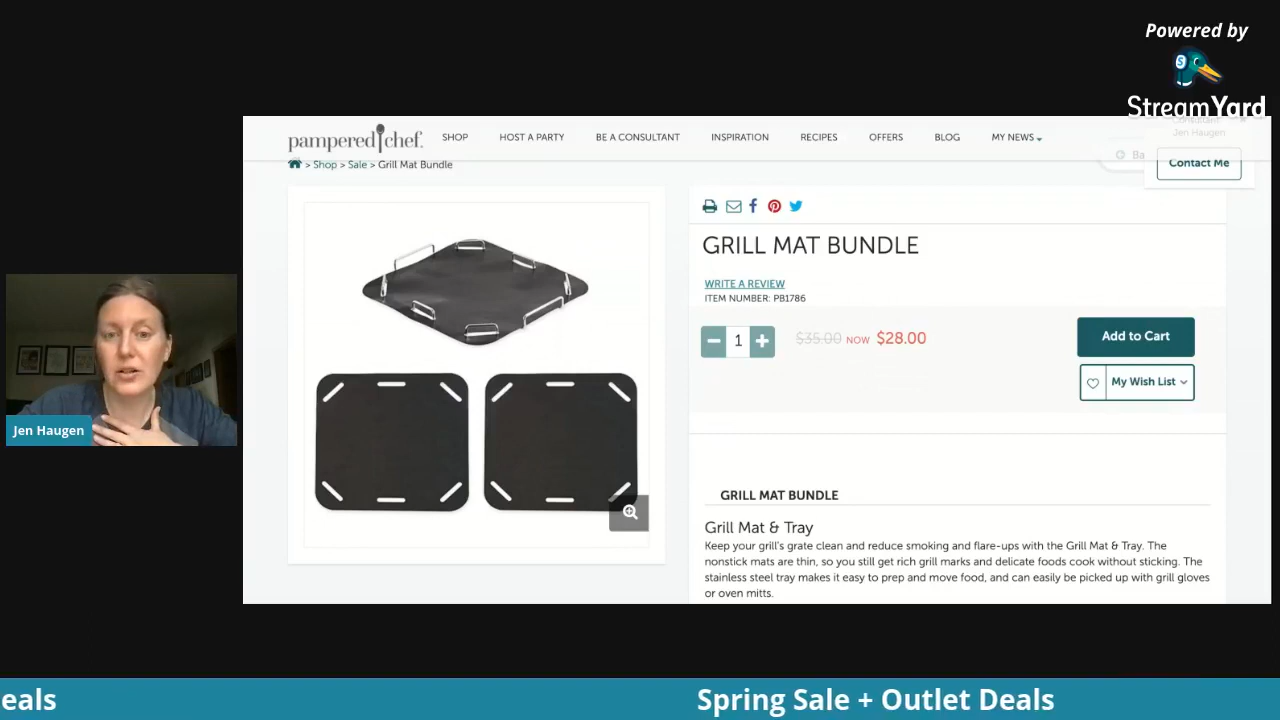 Powered by
StreamYard
pampered chef
SHOP
HOST A PARTY
BE A CONSULTANT
INSPIRATION
RECIPES
OFFERS
BLOG
MY NEWS
Consultant
Jen Haugen
Contact Me
Ba
> Shop > Sale > Grill Mat Bundle
GRILL MAT BUNDLE
WRITE A REVIEW
ITEM NUMBER: PB1786
− 1 + $35.00 NOW $28.00
Add to Cart
My Wish List
GRILL MAT BUNDLE
Grill Mat & Tray
Keep your grill's grate clean and reduce smoking and flare-ups with the Grill Mat & Tray. The
nonstick mats are thin, so you still get rich grill marks and delicate foods cook without sticking. The
stainless steel tray makes it easy to prep and move food, and can easily be picked up with grill gloves
or oven mitts.
Jen Haugen
eals
Spring Sale + Outlet Deals